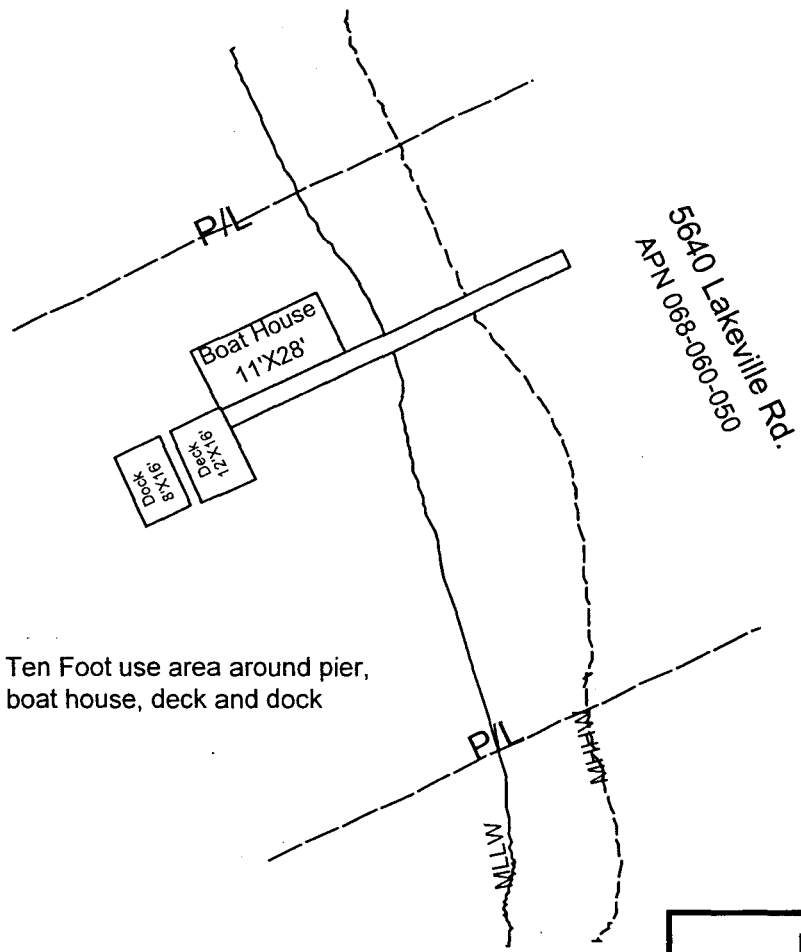 P/L
5640 Lakeville Rd.
APN 068-060-050
Boat House
11'X28'
Deck
12'X16'
Dock
8'X16'
Ten Foot use area around pier,
boat house, deck and dock
P/L
MHHW
MLLW